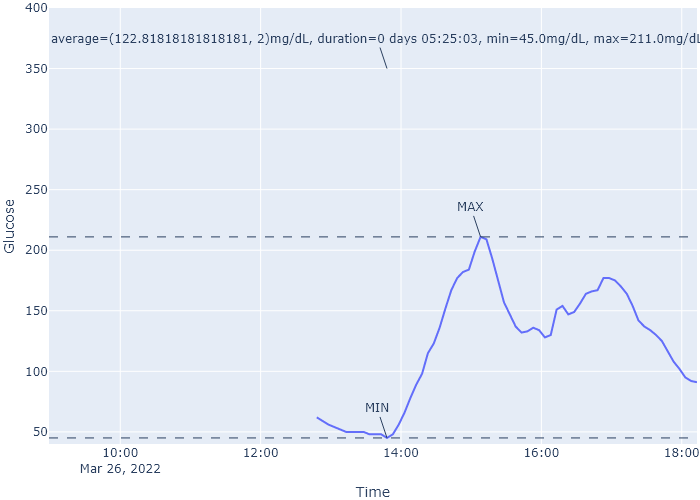 400
average=(122.81818181818181, 2)mg/dL, duration=0 days 05:25:03, min=45.0mg/dL, max=211.0mg/dL
350
300
250
MAX
200
150
100
MIN
50
Glucose
10:00 12:00 14:00 16:00 18:00
Mar 26, 2022
Time